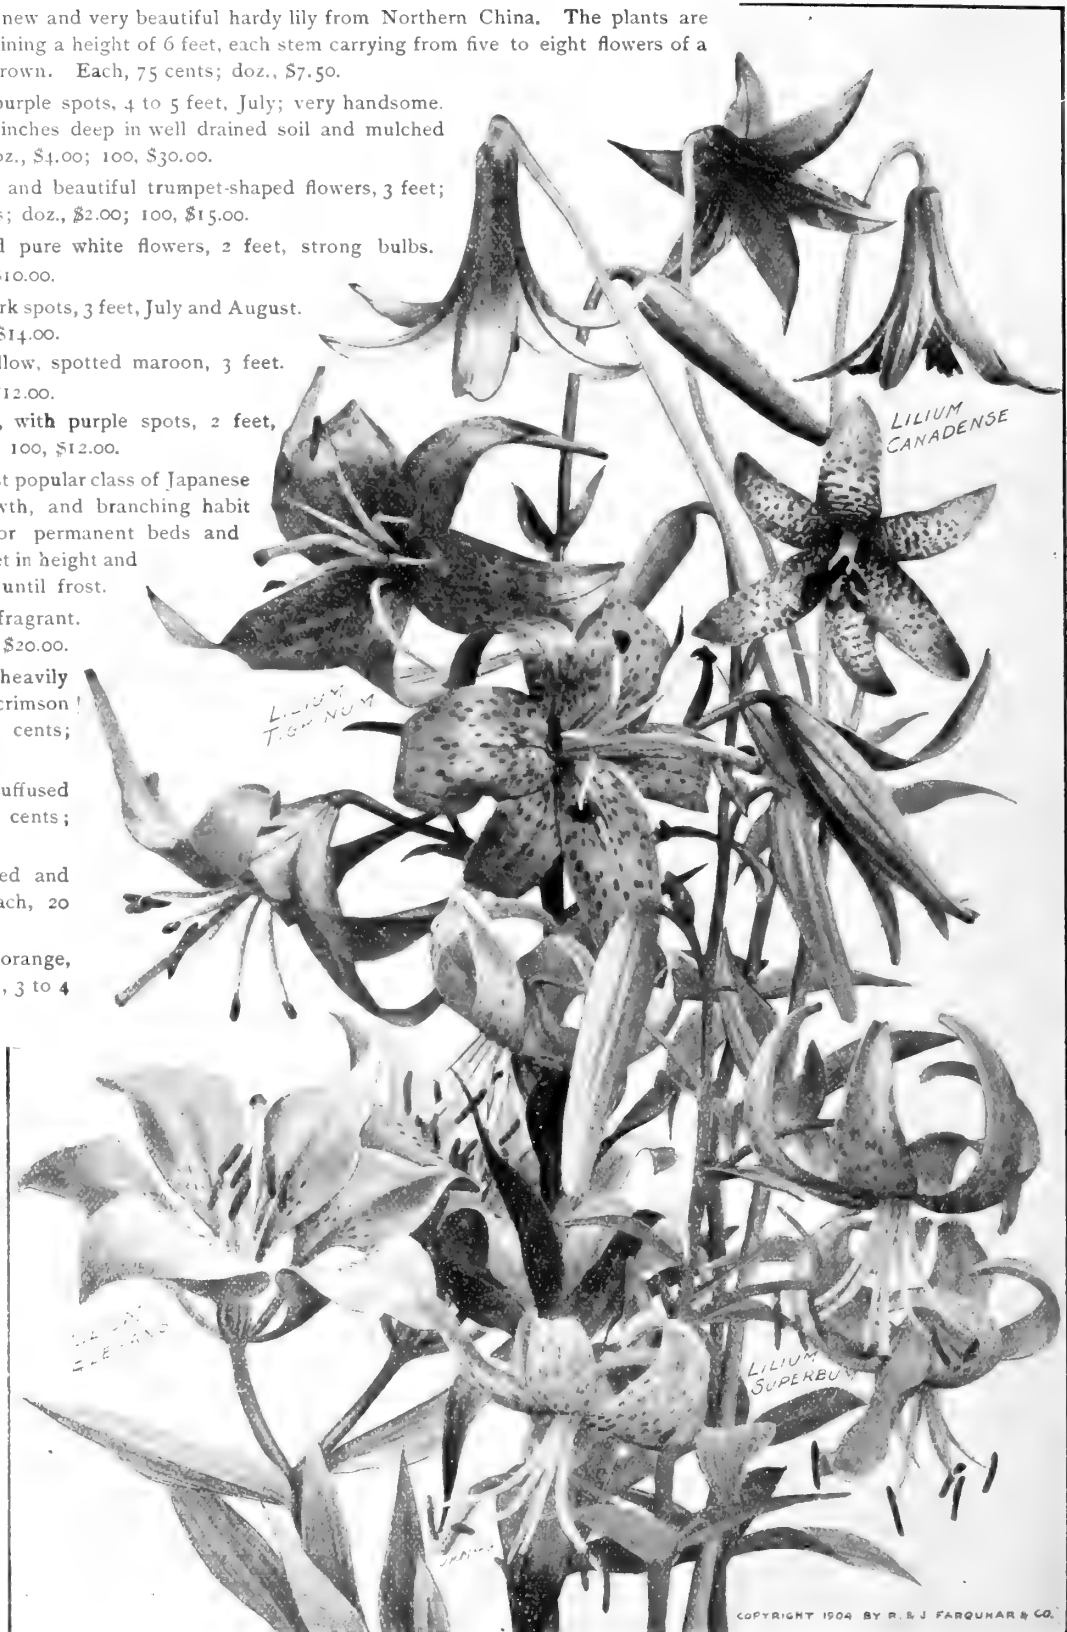 new and very beautiful hardy lily from Northern China. The plants are
ining a height of 6 feet, each stem carrying from five to eight flowers of a
rown. Each, 75 cents; doz., $7.50.
purple spots, 4 to 5 feet, July; very handsome.
inches deep in well drained soil and mulched
oz., $4.00; 100, $30.00.
and beautiful trumpet-shaped flowers, 3 feet;
s; doz., $2.00; 100, $15.00.
d pure white flowers, 2 feet, strong bulbs.
$10.00.
rk spots, 3 feet, July and August.
$14.00.
llow, spotted maroon, 3 feet.
$12.00.
, with purple spots, 2 feet,
100, $12.00.
st popular class of Japanese
wth, and branching habit
or permanent beds and
et in height and
until frost.
fragrant.
$20.00.
heavily
crimson
cents;
uffused
cents;
ed and
ach, 20
orange,
, 3 to 4
LILIUM
CANADENSE
LILIUM
LILIUM
SUPERBUM
COPYRIGHT 1904 BY R. & J. FARQUHAR & CO.